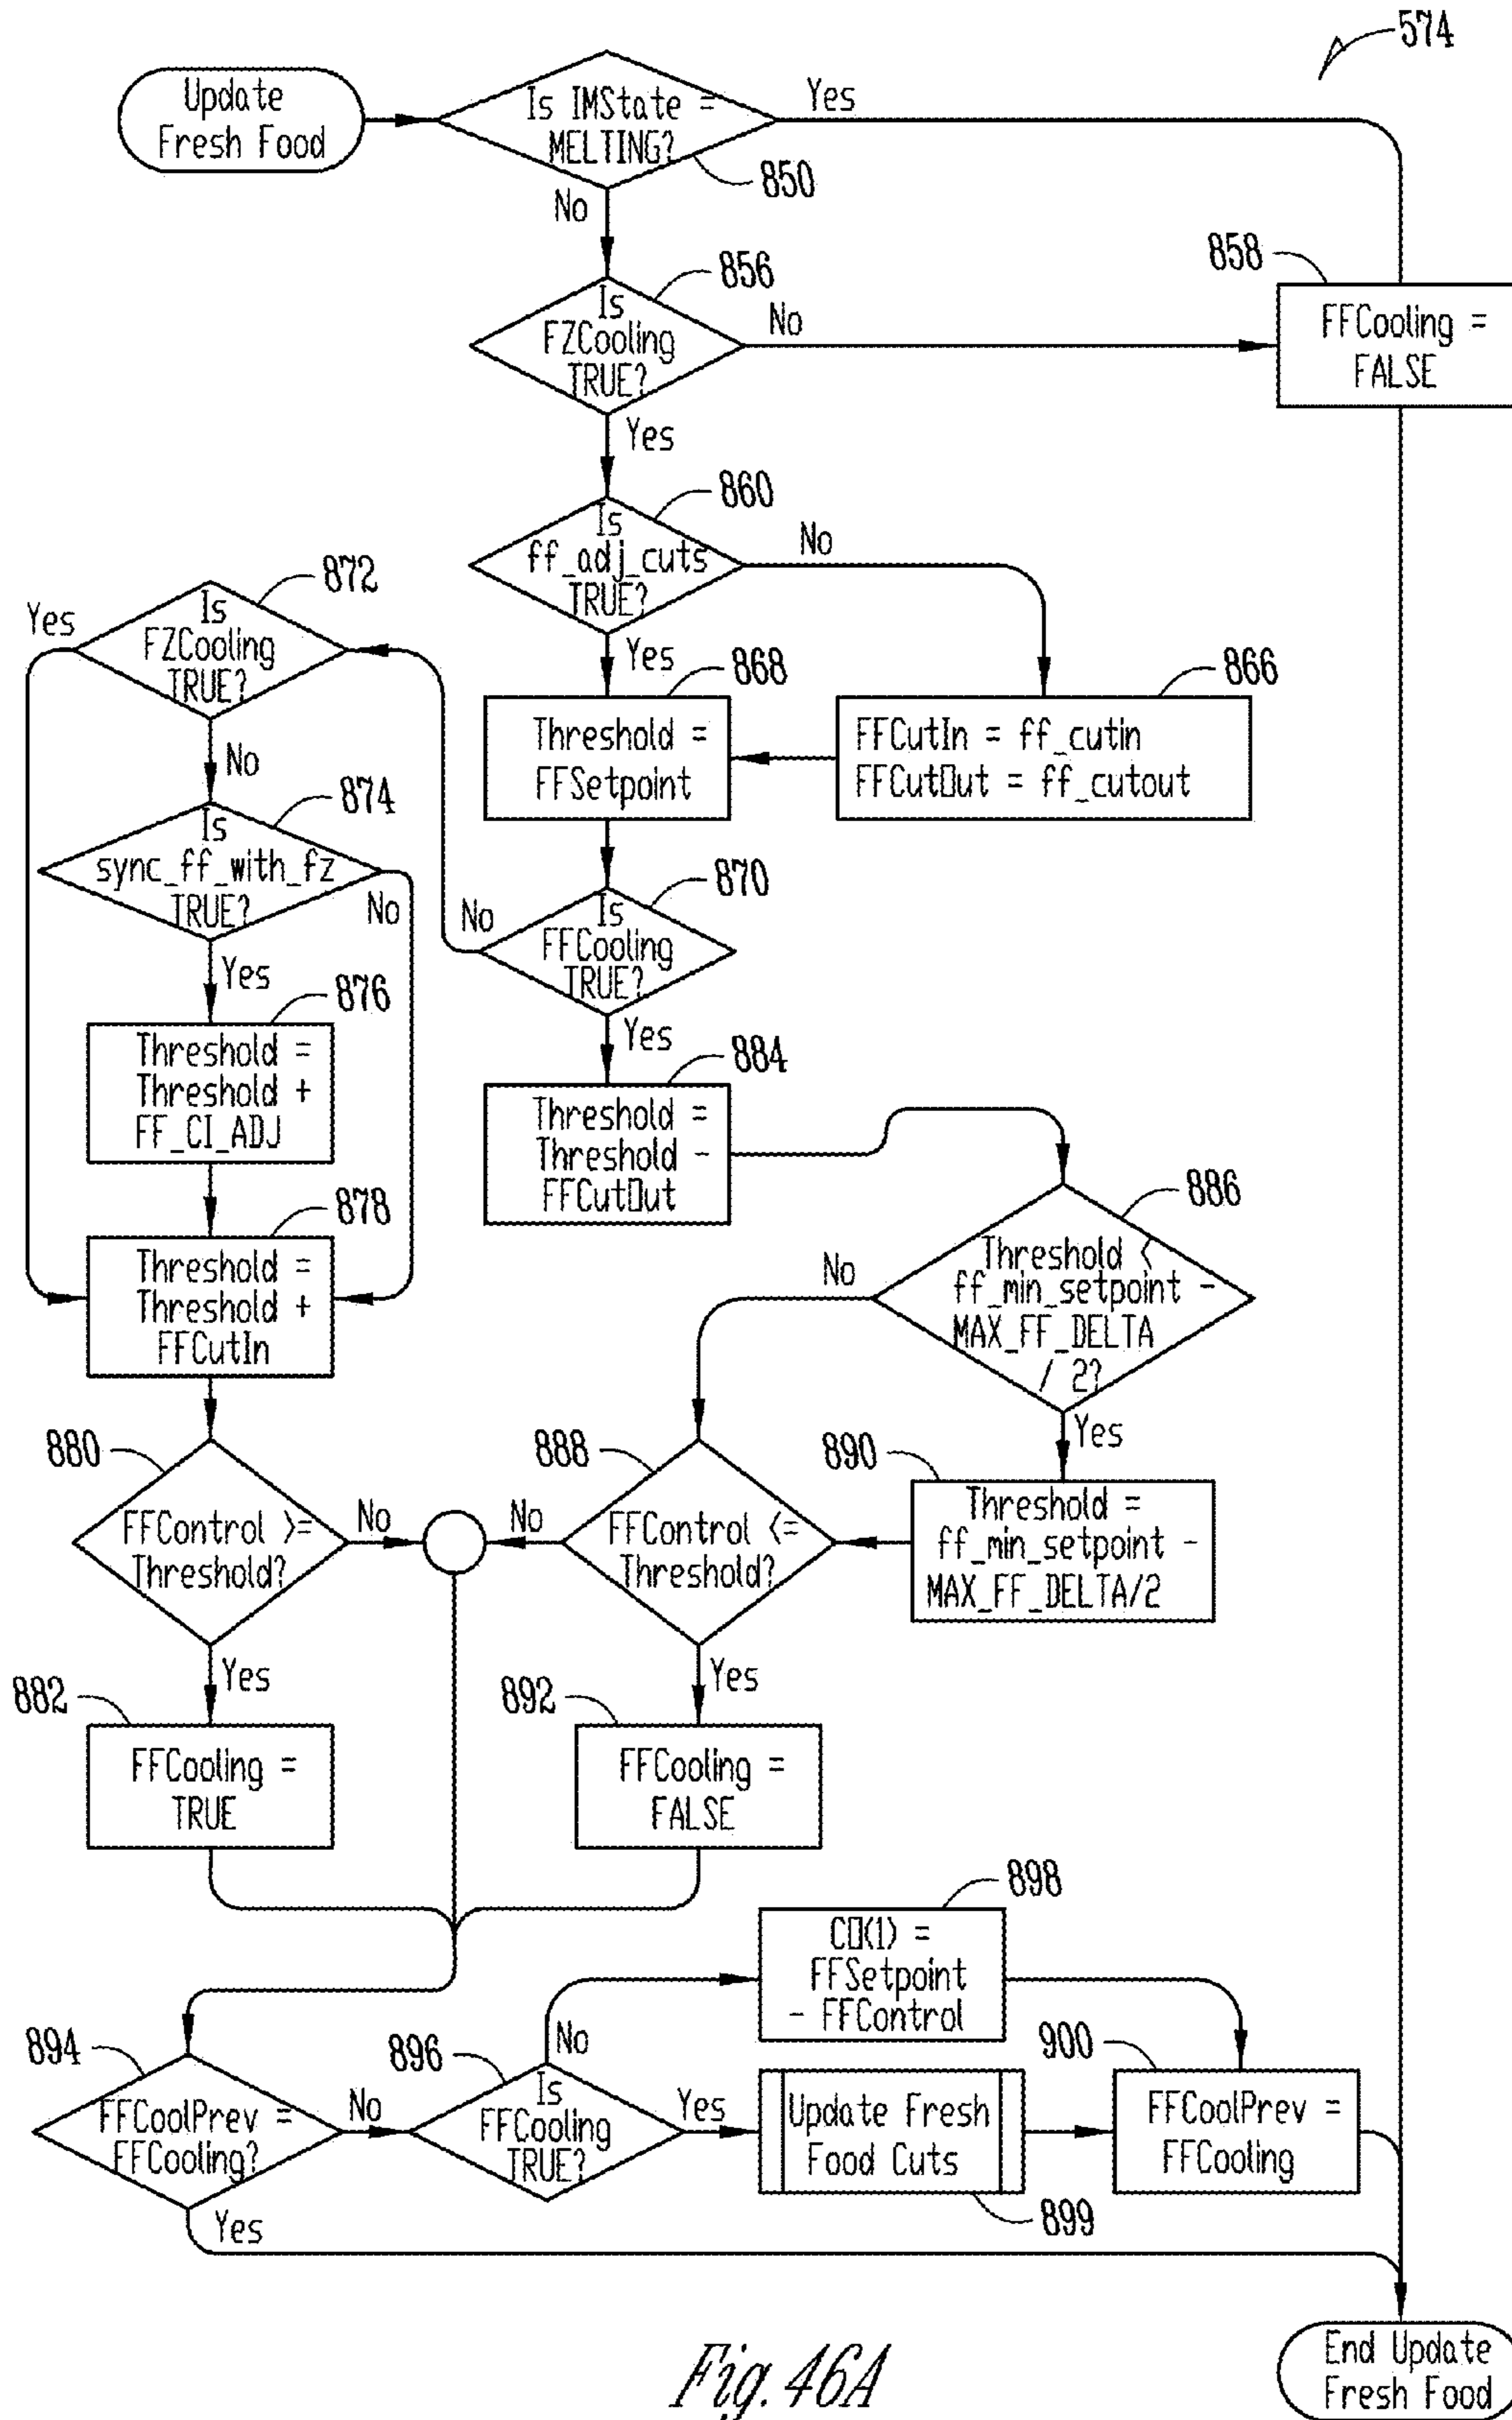 574
Update
Fresh Food
Is IMState =
MELTING?
Yes
850
No
856
Is
FZCooling
TRUE?
No
858
FFCooling =
FALSE
Yes
860
Is
ff_adj_cuts
TRUE?
No
872
Is
FZCooling
TRUE?
Yes
Yes
868
Threshold =
FFSetpoint
866
FFCutIn = ff_cutin
FFCutOut = ff_cutout
No
874
Is
sync_ff_with_fz
TRUE?
No
870
Is
FFCooling
TRUE?
No
Yes
876
Threshold =
Threshold +
FF_CI_ADJ
Yes
884
Threshold =
Threshold -
FFCutOut
878
Threshold =
Threshold +
FFCutIn
886
Threshold <
ff_min_setpoint -
MAX_FF_DELTA
/ 2?
No
Yes
880
FFControl >=
Threshold?
No
888
FFControl <=
Threshold?
No
890
Threshold =
ff_min_setpoint -
MAX_FF_DELTA/2
Yes
882
FFCooling =
TRUE
Yes
892
FFCooling =
FALSE
898
CO(1) =
FFSetpoint
- FFControl
894
FFCoolPrev =
FFCooling?
No
896
Is
FFCooling
TRUE?
No
Yes
Update Fresh
Food Cuts
899
900
FFCoolPrev =
FFCooling
Yes
End Update
Fresh Food
Fig. 46A